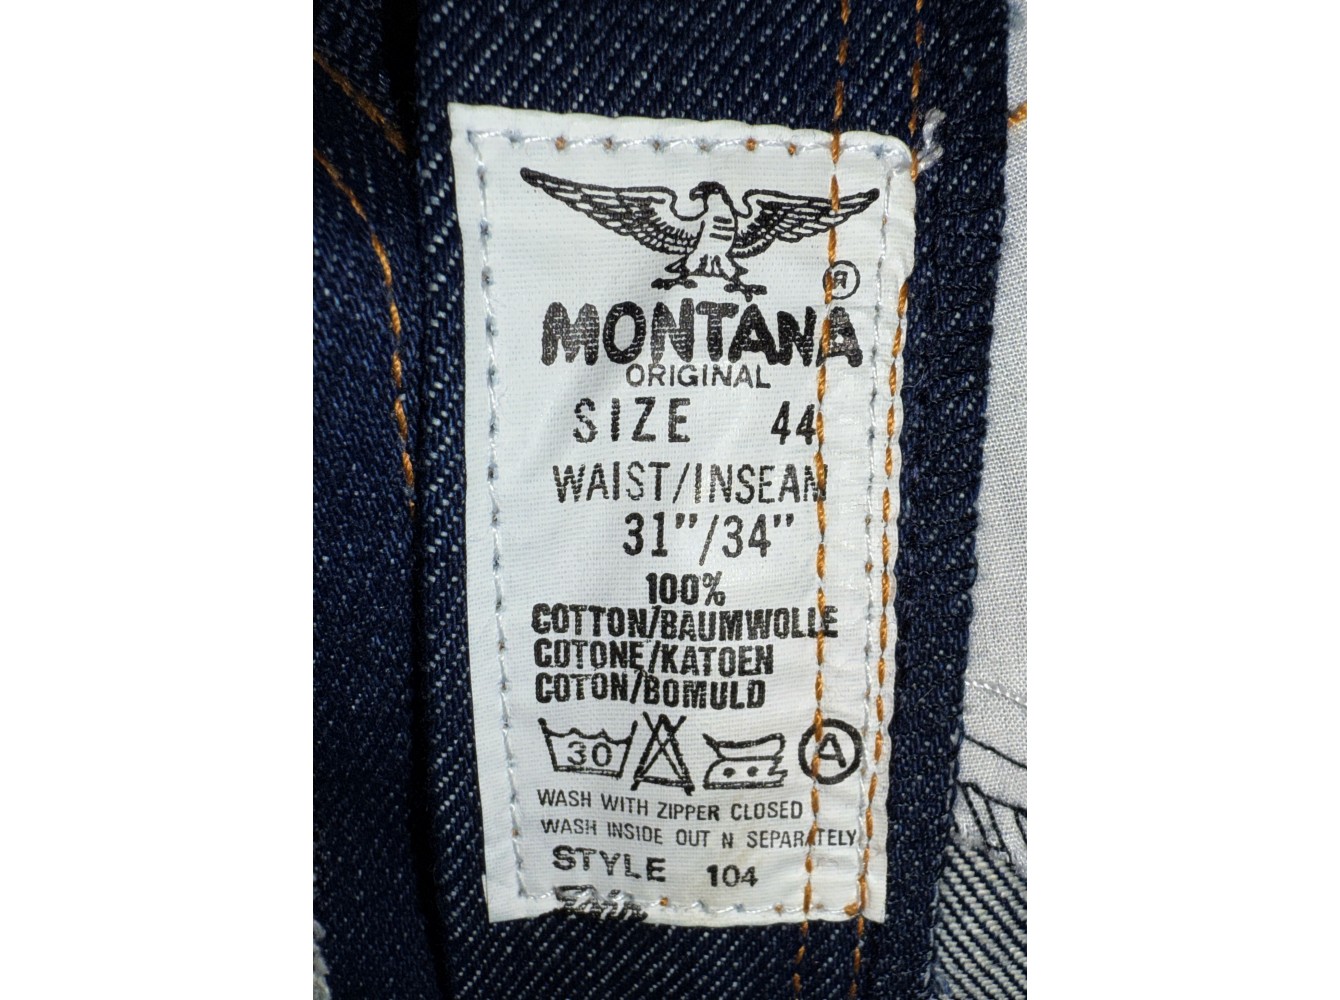 ®
MONTANA
ORIGINAL
SIZE 44
WAIST/INSEAM
31"/34"
100%
COTTON/BAUMWOLLE
COTONE/KATOEN
COTON/BOMULD
30 A
WASH WITH ZIPPER CLOSED
WASH INSIDE OUT N SEPARATELY
STYLE 104